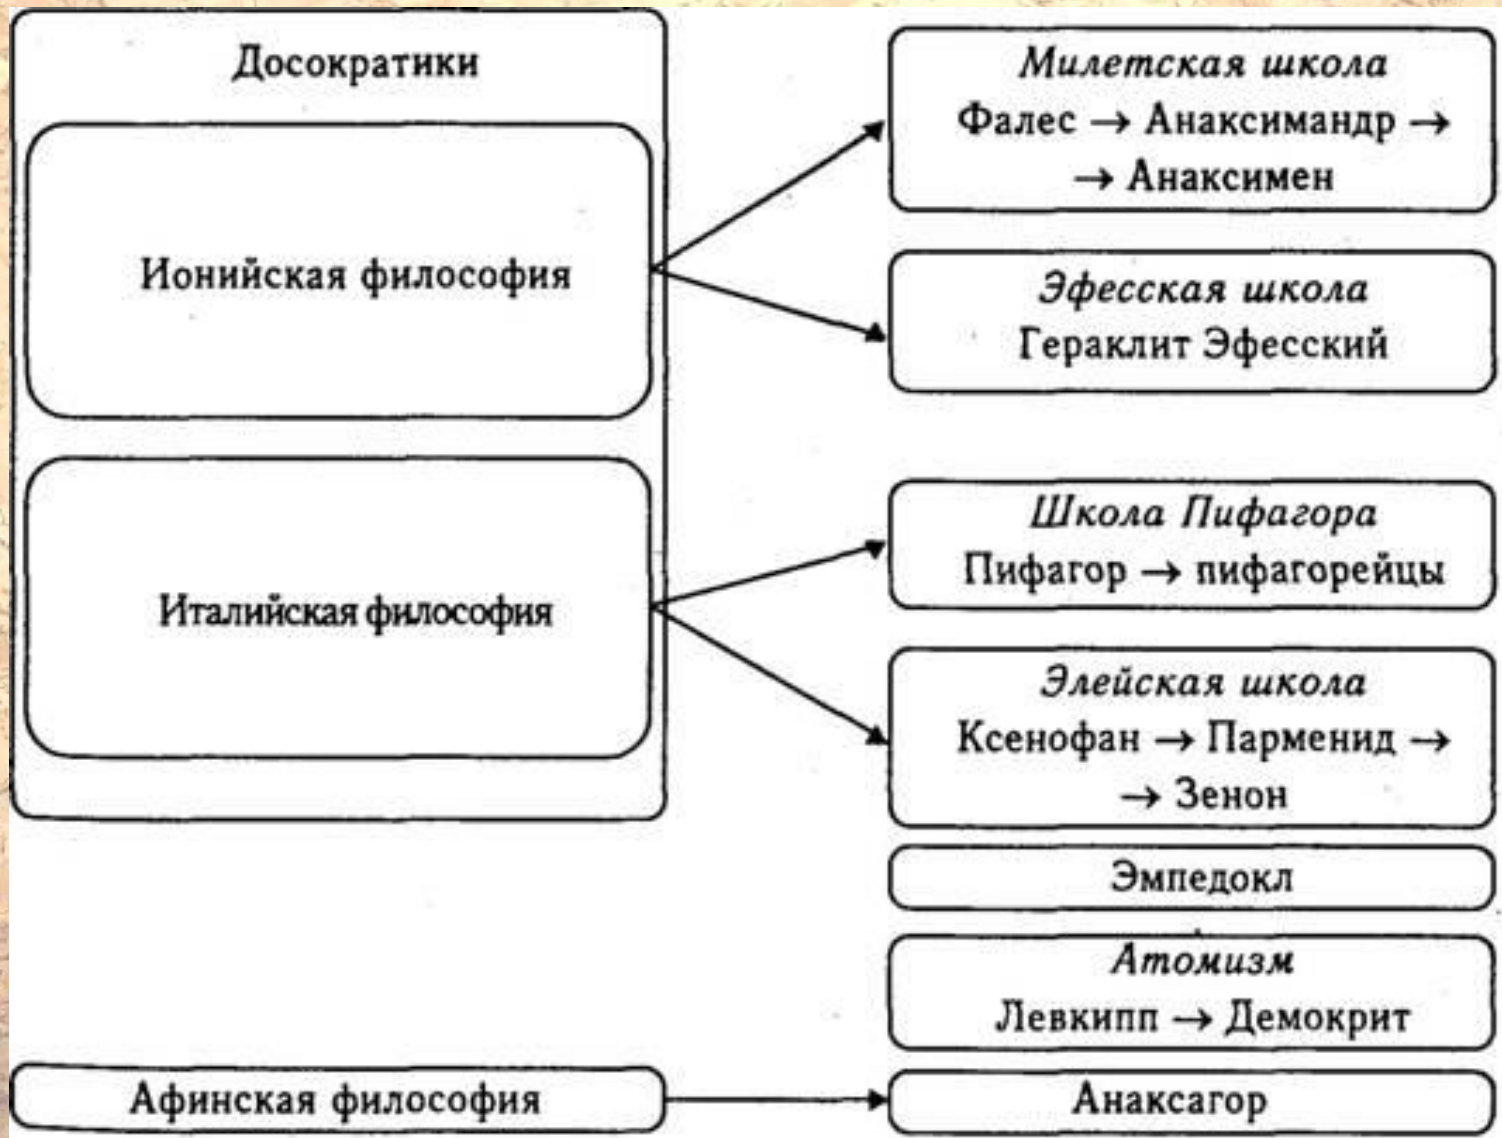 Досократики
Ионийская философия
Италийская философия
Афинская философия
Милетская школа
Фалес → Анаксимандр →
→ Анаксимен
Эфесская школа
Гераклит Эфесский
Школа Пифагора
Пифагор → пифагорейцы
Элейская школа
Ксенофан → Парменид →
→ Зенон
Эмпедокл
Атомизм
Левкипп → Демокрит
Анаксагор